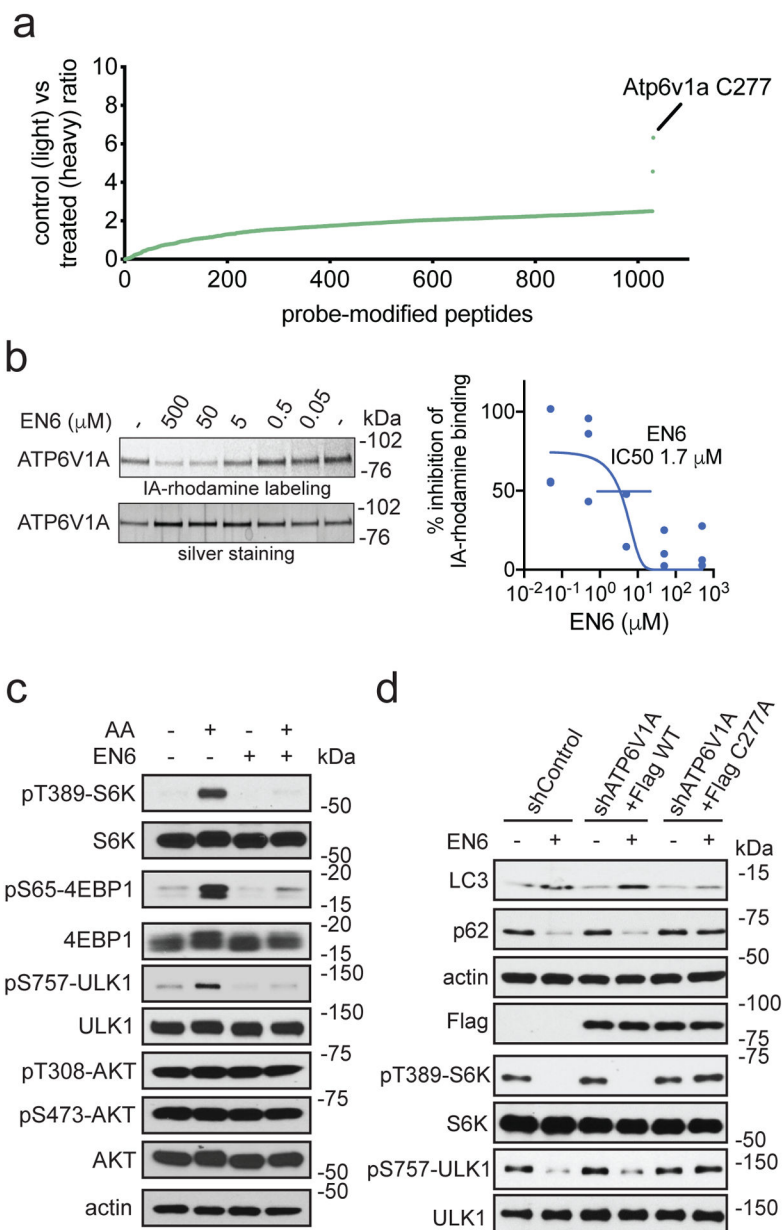 a
control (light) vs
treated (heavy) ratio
10
8
6
4
2
0
0
200
400
600
800
1000
probe-modified peptides
Atp6v1a C277
b
EN6 (μM)
-
500
50
5
0.5
0.05
-
kDa
ATP6V1A
-102
-76
IA-rhodamine labeling
ATP6V1A
-102
-76
silver staining
% inhibition of
IA-rhodamine binding
100
50
0
EN6
IC50 1.7 μM
10-2 10-1 100 101 102 103
EN6 (μM)
c
AA - + - +
EN6 - - + + kDa
pT389-S6K
-50
S6K
-50
pS65-4EBP1
-20
-15
4EBP1
-20
-15
pS757-ULK1
-150
ULK1
-150
pT308-AKT
-75
pS473-AKT
-75
AKT
-50
actin
-50
d
shControl
shATP6V1A
+Flag WT
shATP6V1A
+Flag C277A
EN6 - + - + - + kDa
LC3
-15
p62
-75
actin
-50
Flag
-100
-75
pT389-S6K
-75
S6K
-50
pS757-ULK1
-150
ULK1
-150